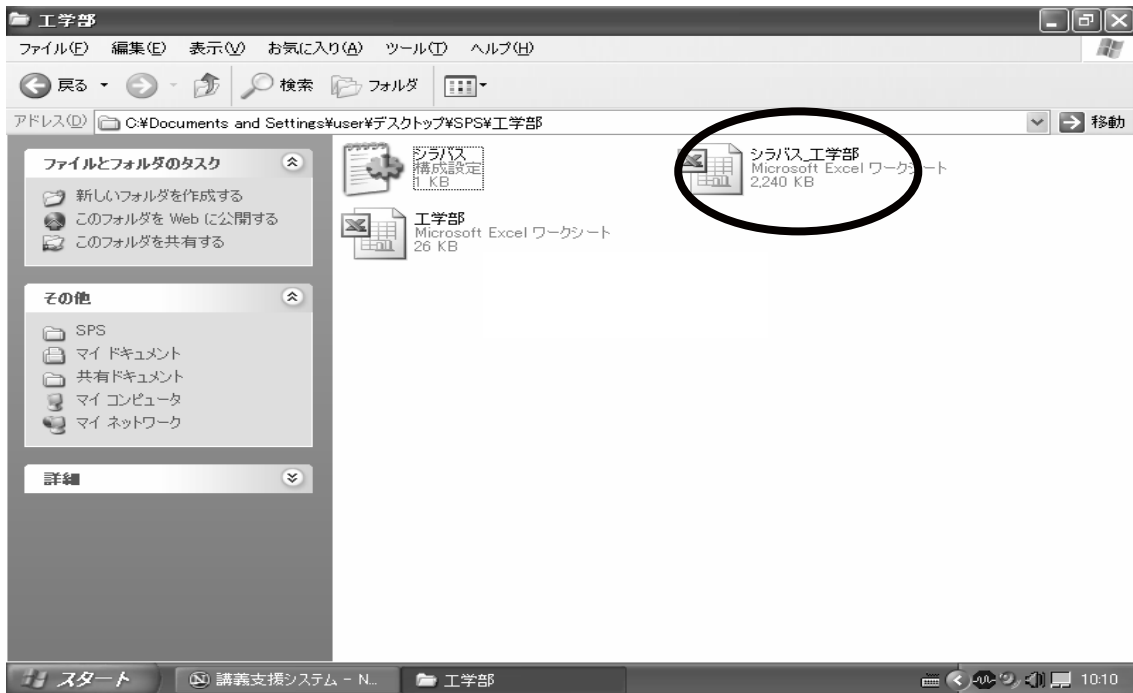 工学部
ファイル(F) 編集(E) 表示(V) お気に入り(A) ツール(T) ヘルプ(H)
戻る 検索 フォルダ
アドレス(D) C:¥Documents and Settings¥user¥デスクトップ¥SPS¥工学部 移動
ファイルとフォルダのタスク
新しいフォルダを作成する
このフォルダを Web に公開する
このフォルダを共有する
その他
SPS
マイ ドキュメント
共有ドキュメント
マイ コンピュータ
マイ ネットワーク
詳細
シラバス
構成設定
1 KB
シラバス_工学部
Microsoft Excel ワークシート
2,240 KB
工学部
Microsoft Excel ワークシート
26 KB
スタート 講義支援システム - N... 工学部 10:10